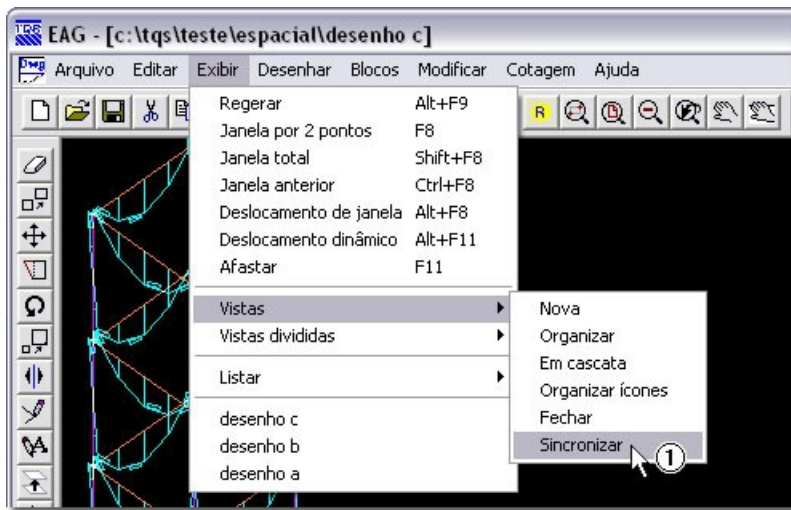 TQS EAG - [c:\tqs\teste\espacial\desenho c]
Dwg Arquivo Editar Exibir Desenhar Blocos Modificar Cotagem Ajuda
R
Regerar Alt+F9
Janela por 2 pontos F8
Janela total Shift+F8
Janela anterior Ctrl+F8
Deslocamento de janela Alt+F8
Deslocamento dinâmico Alt+F11
Afastar F11
Vistas
Vistas divididas
Listar
desenho c
desenho b
desenho a
Nova
Organizar
Em cascata
Organizar ícones
Fechar
Sincronizar
1